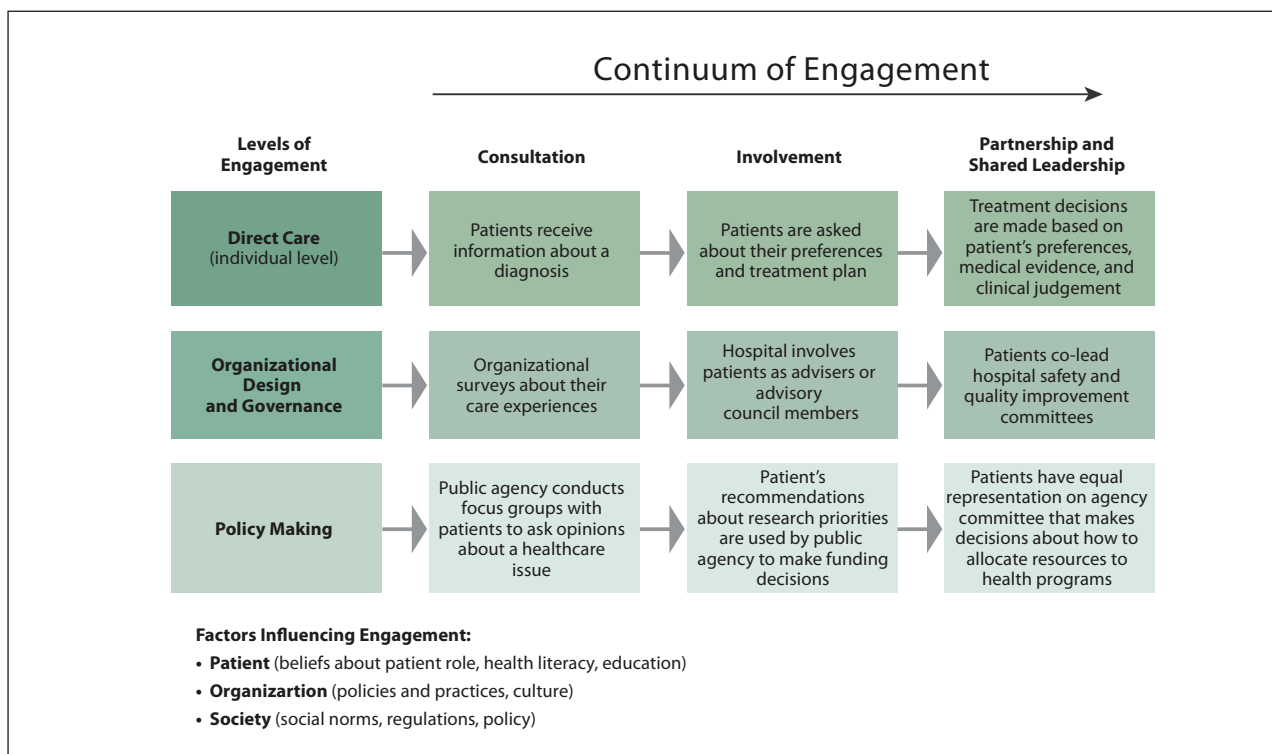 Continuum of Engagement
Levels of
Engagement
Consultation
Involvement
Partnership and
Shared Leadership
Direct Care
(individual level)
Patients receive
information about a
diagnosis
Patients are asked
about their preferences
and treatment plan
Treatment decisions
are made based on
patient’s preferences,
medical evidence, and
clinical judgement
Organizational
Design
and Governance
Organizational
surveys about their
care experiences
Hospital involves
patients as advisers or
advisory
council members
Patients co-lead
hospital safety and
quality improvement
committees
Policy Making
Public agency conducts
focus groups with
patients to ask opinions
about a healthcare
issue
Patient’s
recommendations
about research priorities
are used by public
agency to make funding
decisions
Patients have equal
representation on agency
committee that makes
decisions about how to
allocate resources to
health programs
Factors Influencing Engagement:
• Patient (beliefs about patient role, health literacy, education)
• Organizartion (policies and practices, culture)
• Society (social norms, regulations, policy)